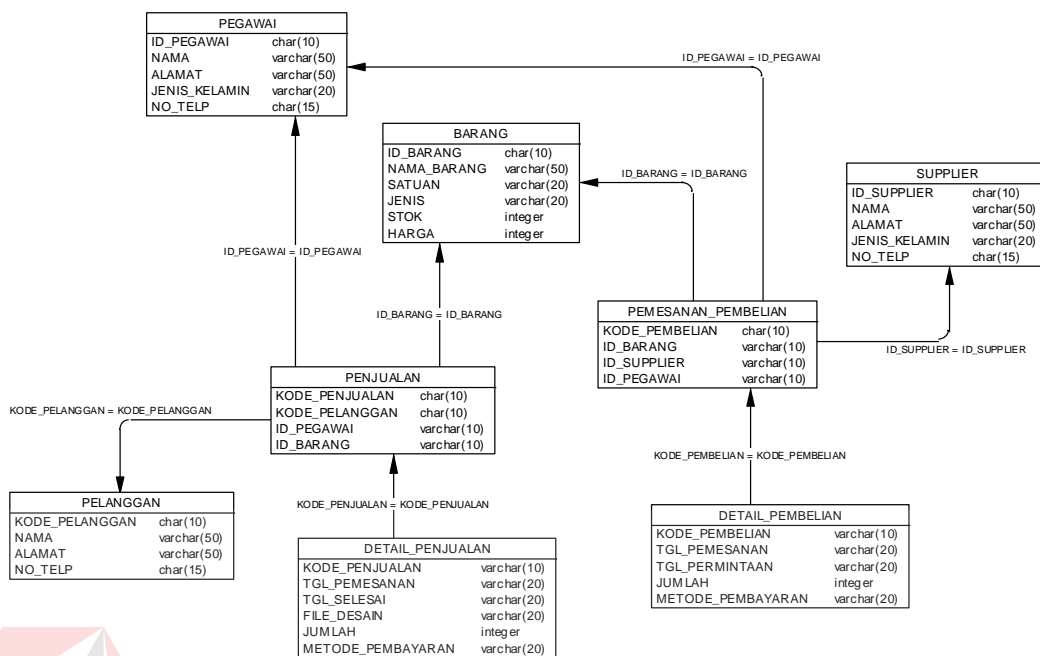 PEGAWAI
ID_PEGAWAI char(10)
NAMA varchar(50)
ALAMAT varchar(50)
JENIS_KELAMIN varchar(20)
NO_TELP char(15)
ID_PEGAWAI = ID_PEGAWAI
BARANG
ID_BARANG char(10)
NAMA_BARANG varchar(50)
SATUAN varchar(20)
JENIS varchar(20)
STOK integer
HARGA integer
ID_BARANG = ID_BARANG
SUPPLIER
ID_SUPPLIER char(10)
NAMA varchar(50)
ALAMAT varchar(50)
JENIS_KELAMIN varchar(20)
NO_TELP char(15)
ID_PEGAWAI = ID_PEGAWAI
ID_BARANG = ID_BARANG
PEMESANAN_PEMBELIAN
KODE_PEMBELIAN char(10)
ID_BARANG varchar(10)
ID_SUPPLIER varchar(10)
ID_PEGAWAI varchar(10)
ID_SUPPLIER = ID_SUPPLIER
PENJUALAN
KODE_PENJUALAN char(10)
KODE_PELANGGAN char(10)
ID_PEGAWAI varchar(10)
ID_BARANG varchar(10)
KODE_PELANGGAN = KODE_PELANGGAN
KODE_PEMBELIAN = KODE_PEMBELIAN
PELANGGAN
KODE_PELANGGAN char(10)
NAMA varchar(50)
ALAMAT varchar(50)
NO_TELP char(15)
KODE_PENJUALAN = KODE_PENJUALAN
DETAIL_PENJUALAN
KODE_PENJUALAN varchar(10)
TGL_PEMESANAN varchar(20)
TGL_SELESAI varchar(20)
FILE_DESAIN varchar(20)
JUMLAH integer
METODE_PEMBAYARAN varchar(20)
DETAIL_PEMBELIAN
KODE_PEMBELIAN varchar(10)
TGL_PEMESANAN varchar(20)
TGL_PERMINTAAN varchar(20)
JUMLAH integer
METODE_PEMBAYARAN varchar(20)